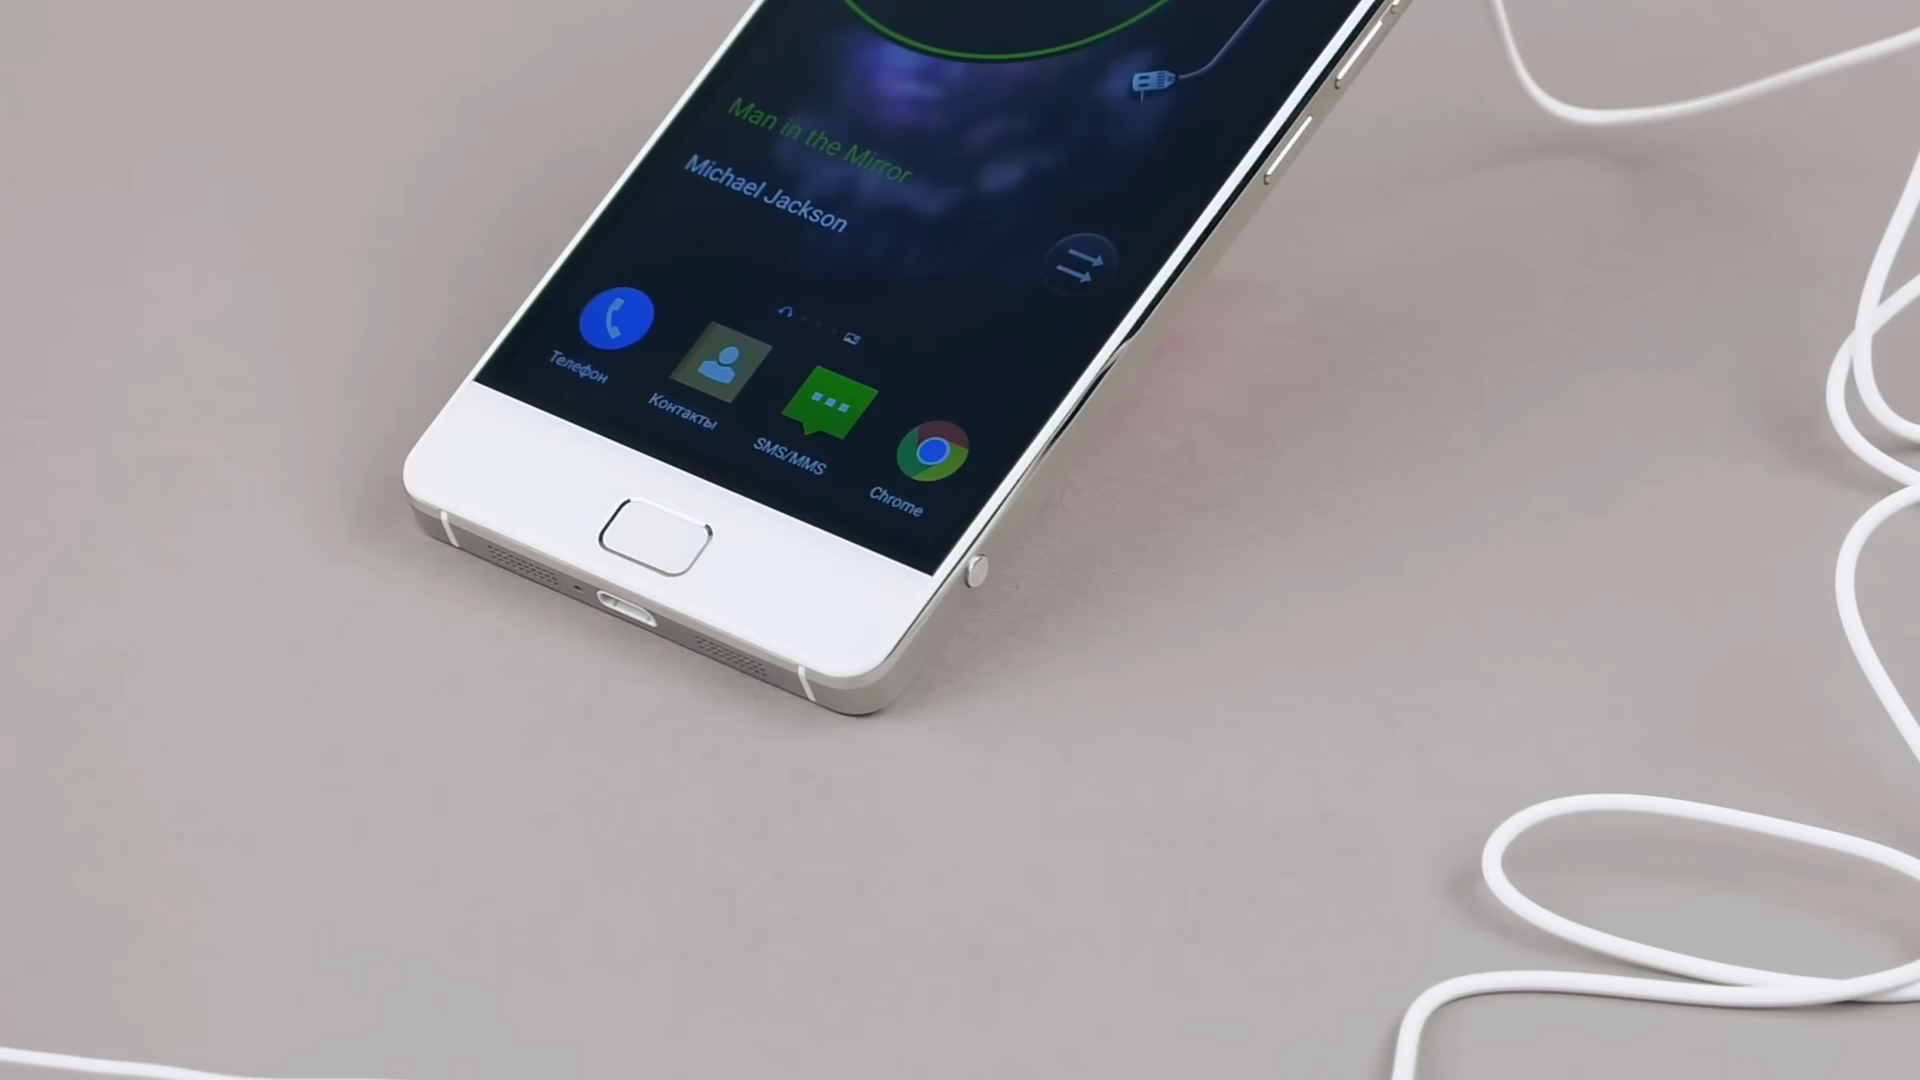 Man in the Mirror
Michael Jackson
Телефон
Контакты
SMS/MMS
Chrome